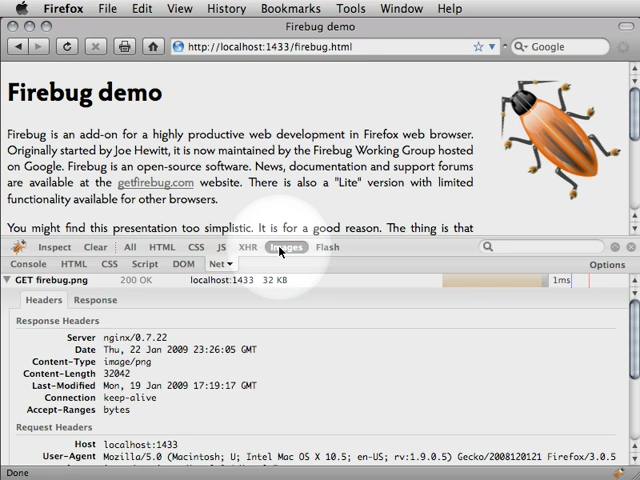 Firefox File Edit View History Bookmarks Tools Window Help
Firebug demo
http://localhost:1433/firebug.html Google
Firebug demo
Firebug is an add-on for a highly productive web development in Firefox web browser.
Originally started by Joe Hewitt, it is now maintained by the Firebug Working Group hosted
on Google. Firebug is open-source software. News, documentation and support forums
are available at the getfirebug.com website. There is also a "Lite" version with limited
functionality available for other browsers.
You might find this presentation too simplistic. It is for a good reason. The thing is that
Inspect Clear All HTML CSS JS XHR Images Flash
Console HTML CSS Script DOM Net Options
GET firebug.png 200 OK localhost:1433 32 KB 1ms
Headers Response
Response Headers
Server nginx/0.7.22
Date Thu, 22 Jan 2009 23:26:05 GMT
Content-Type image/png
Content-Length 32042
Last-Modified Mon, 19 Jan 2009 17:19:17 GMT
Connection keep-alive
Accept-Ranges bytes
Request Headers
Host localhost:1433
User-Agent Mozilla/5.0 (Macintosh; U; Intel Mac OS X 10.5; en-US; rv:1.9.0.5) Gecko/2008120121 Firefox/3.0.5
Done